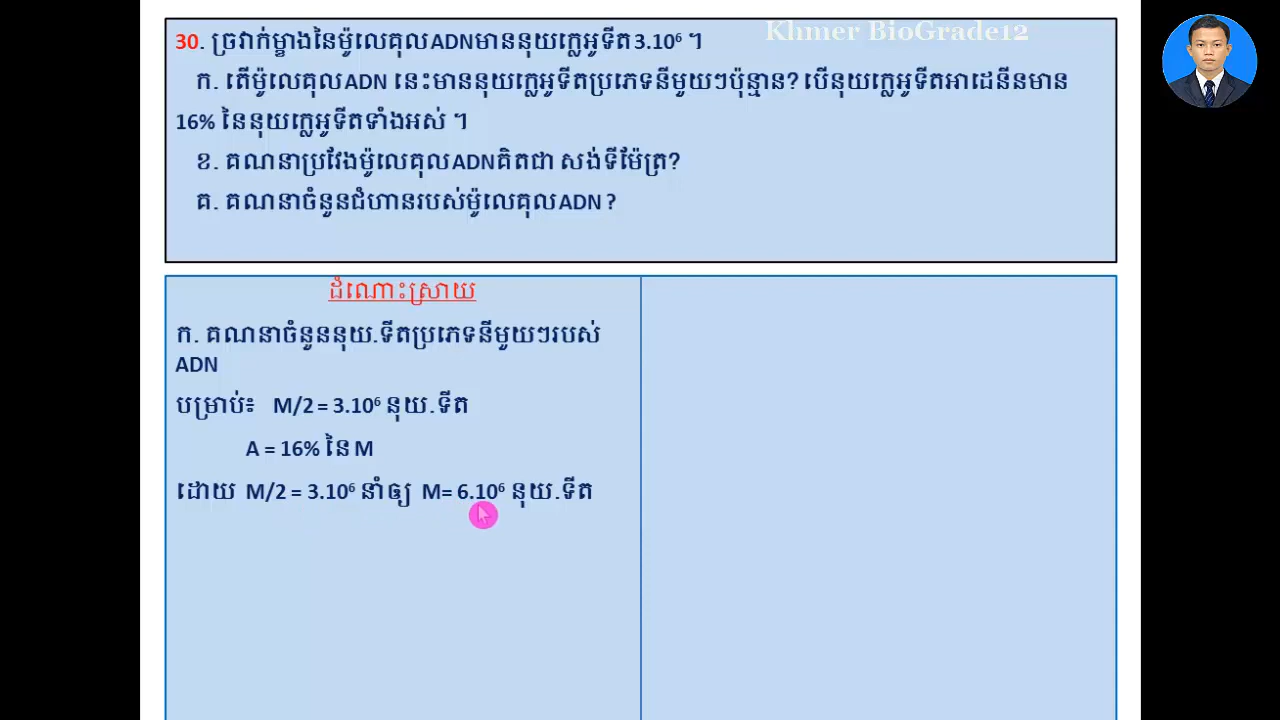 Khmer BioGrade12
30. ច្រវាក់ម្ខាងនៃម៉ូលេគុលADNមាននុយក្លេអូទីត3.10⁶ ។
ក. តើម៉ូលេគុលADN នេះមាននុយក្លេអូទីតប្រភេទនីមួយៗប៉ុន្មាន? បើនុយក្លេអូទីតអាដេនីនមាន
16% នៃនុយក្លេអូទីតទាំងអស់ ។
ខ. គណនាប្រវែងម៉ូលេគុលADNគិតជា សង់ទីម៉ែត្រ?
គ. គណនាចំនួនជំហានរបស់ម៉ូលេគុលADN ?
ដំណោះស្រាយ
ក. គណនាចំនួននុយ.ទីតប្រភេទនីមួយៗរបស់
ADN
បម្រាប់៖ M/2 = 3.10⁶ នុយ.ទីត
A = 16% នៃ M
ដោយ M/2 = 3.10⁶ នាំឲ្យ M= 6.10⁶ នុយ.ទីត